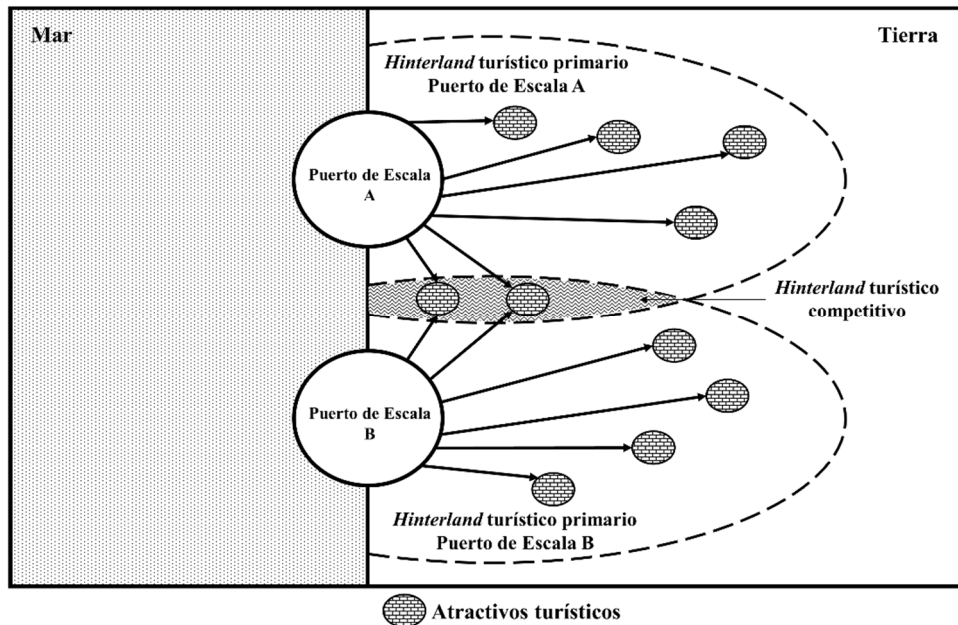 Mar
Tierra
Hinterland turístico primario
Puerto de Escala A
Puerto de Escala
A
Hinterland turístico
competitivo
Puerto de Escala
B
Hinterland turístico primario
Puerto de Escala B
Atractivos turísticos